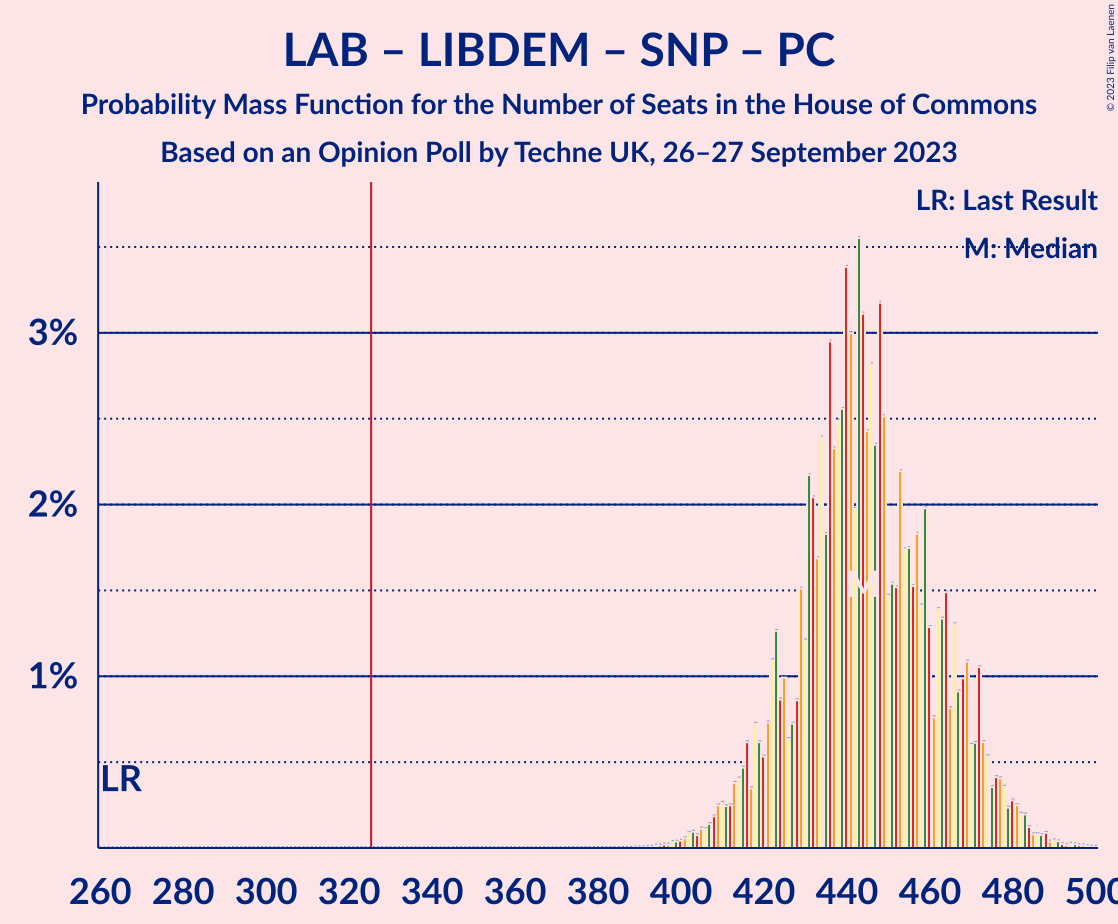 LAB – LIBDEM – SNP – PC
Probability Mass Function for the Number of Seats in the House of Commons
Based on an Opinion Poll by Techne UK, 26–27 September 2023
© 2023 Filip van Laenen
LR: Last Result
M: Median
3%
2%
1%
LR
M
260 280 300 320 340 360 380 400 420 440 460 480 500